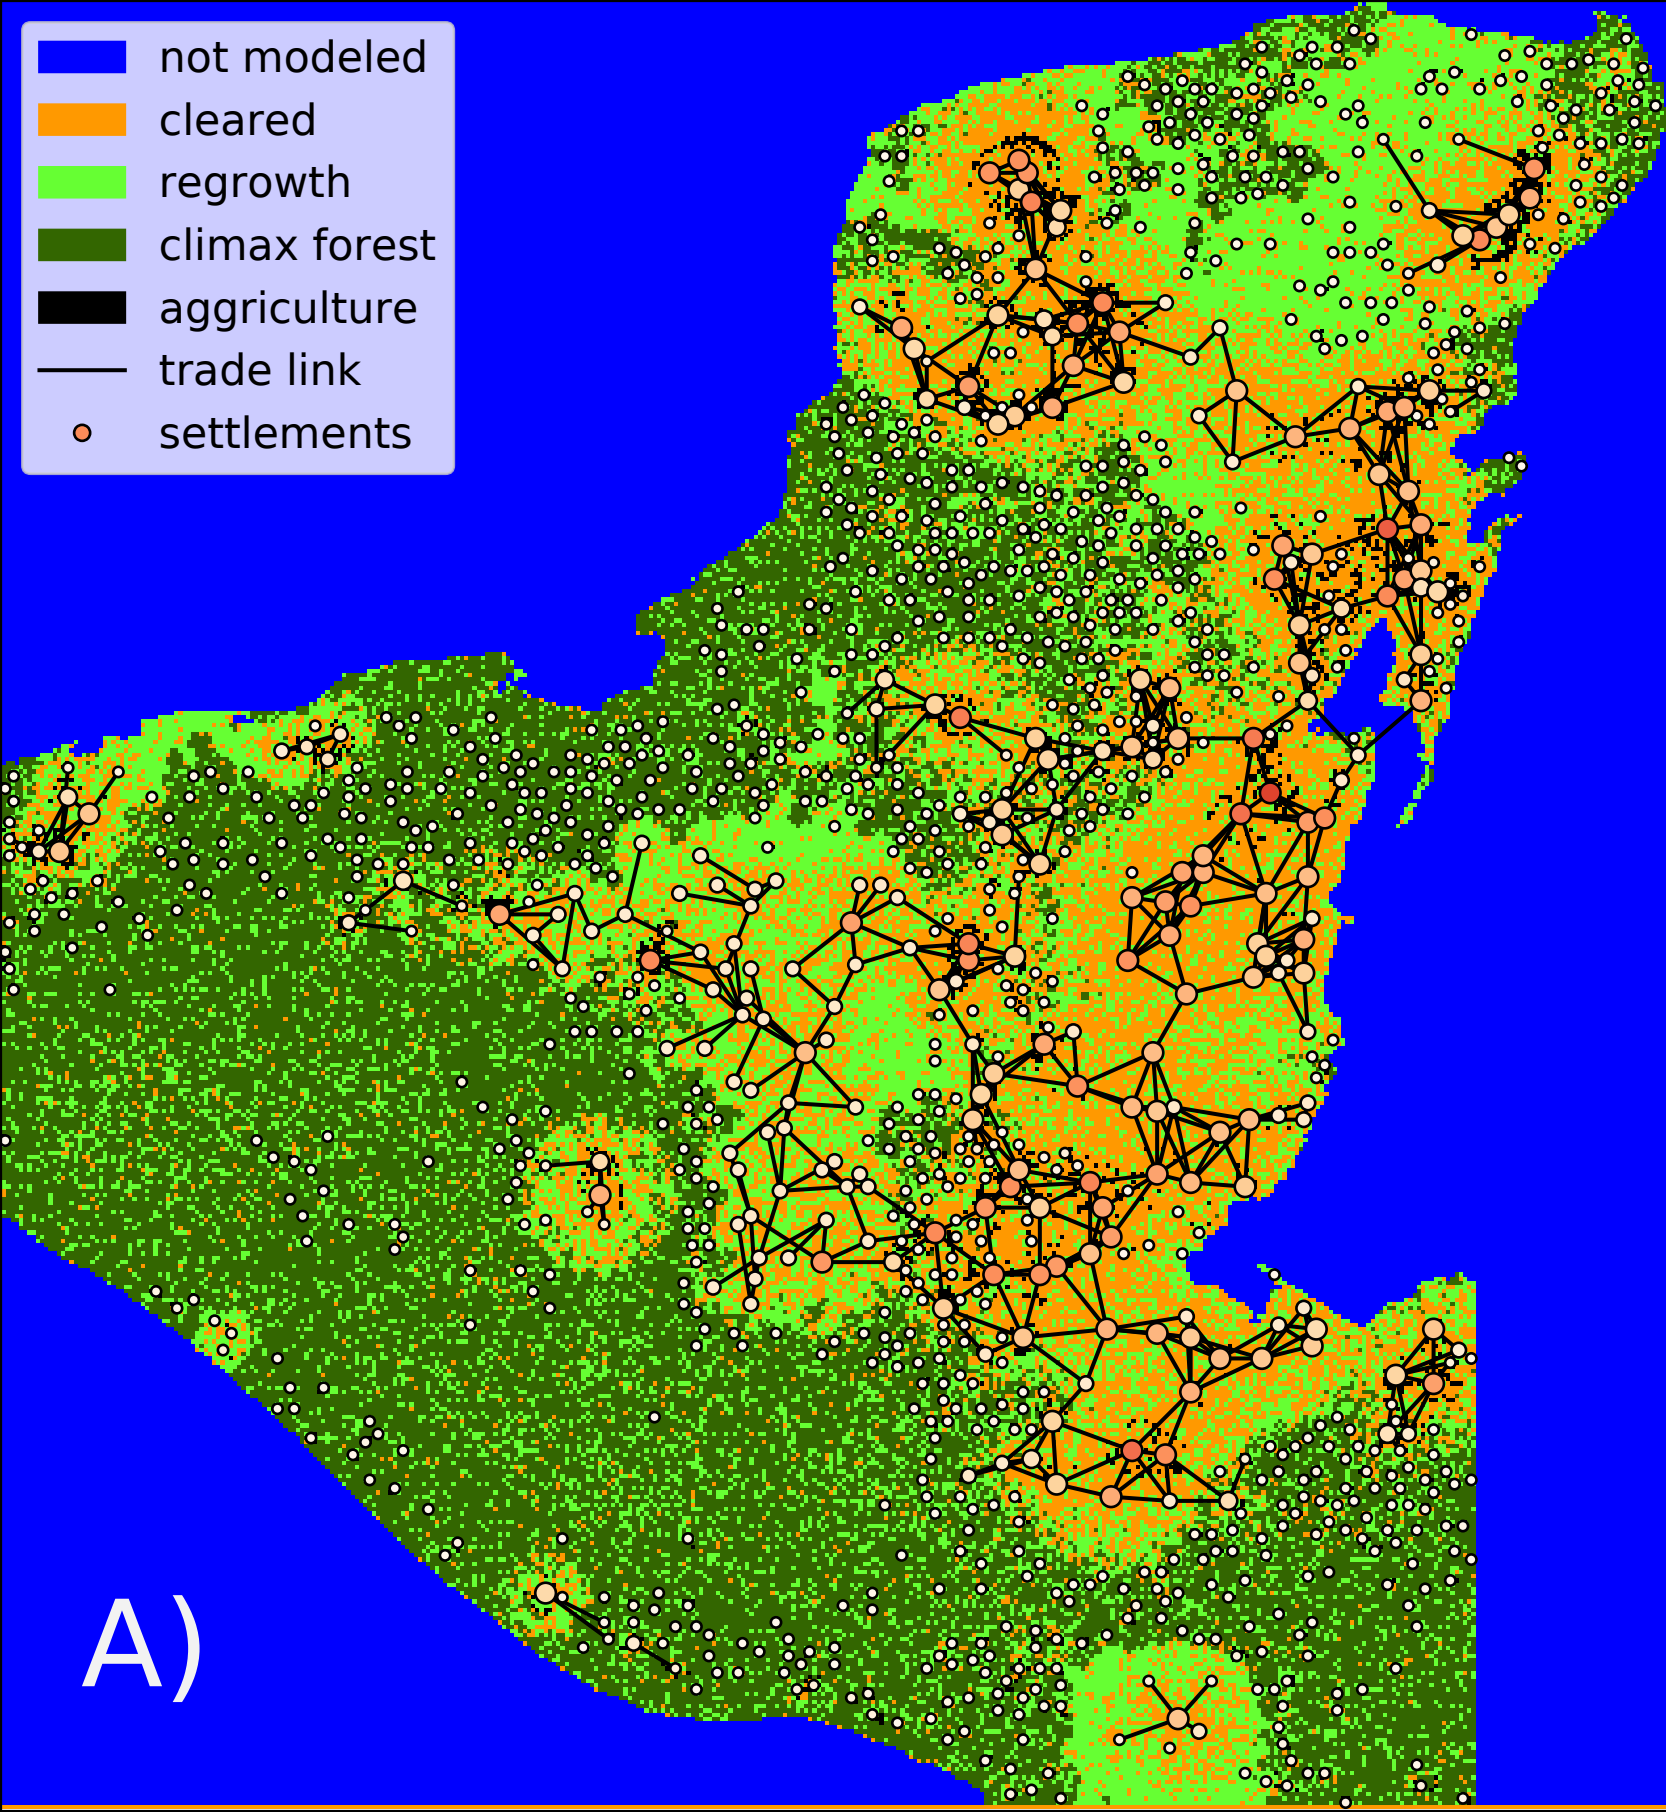 not modeled
cleared
regrowth
climax forest
aggriculture
trade link
settlements
A)